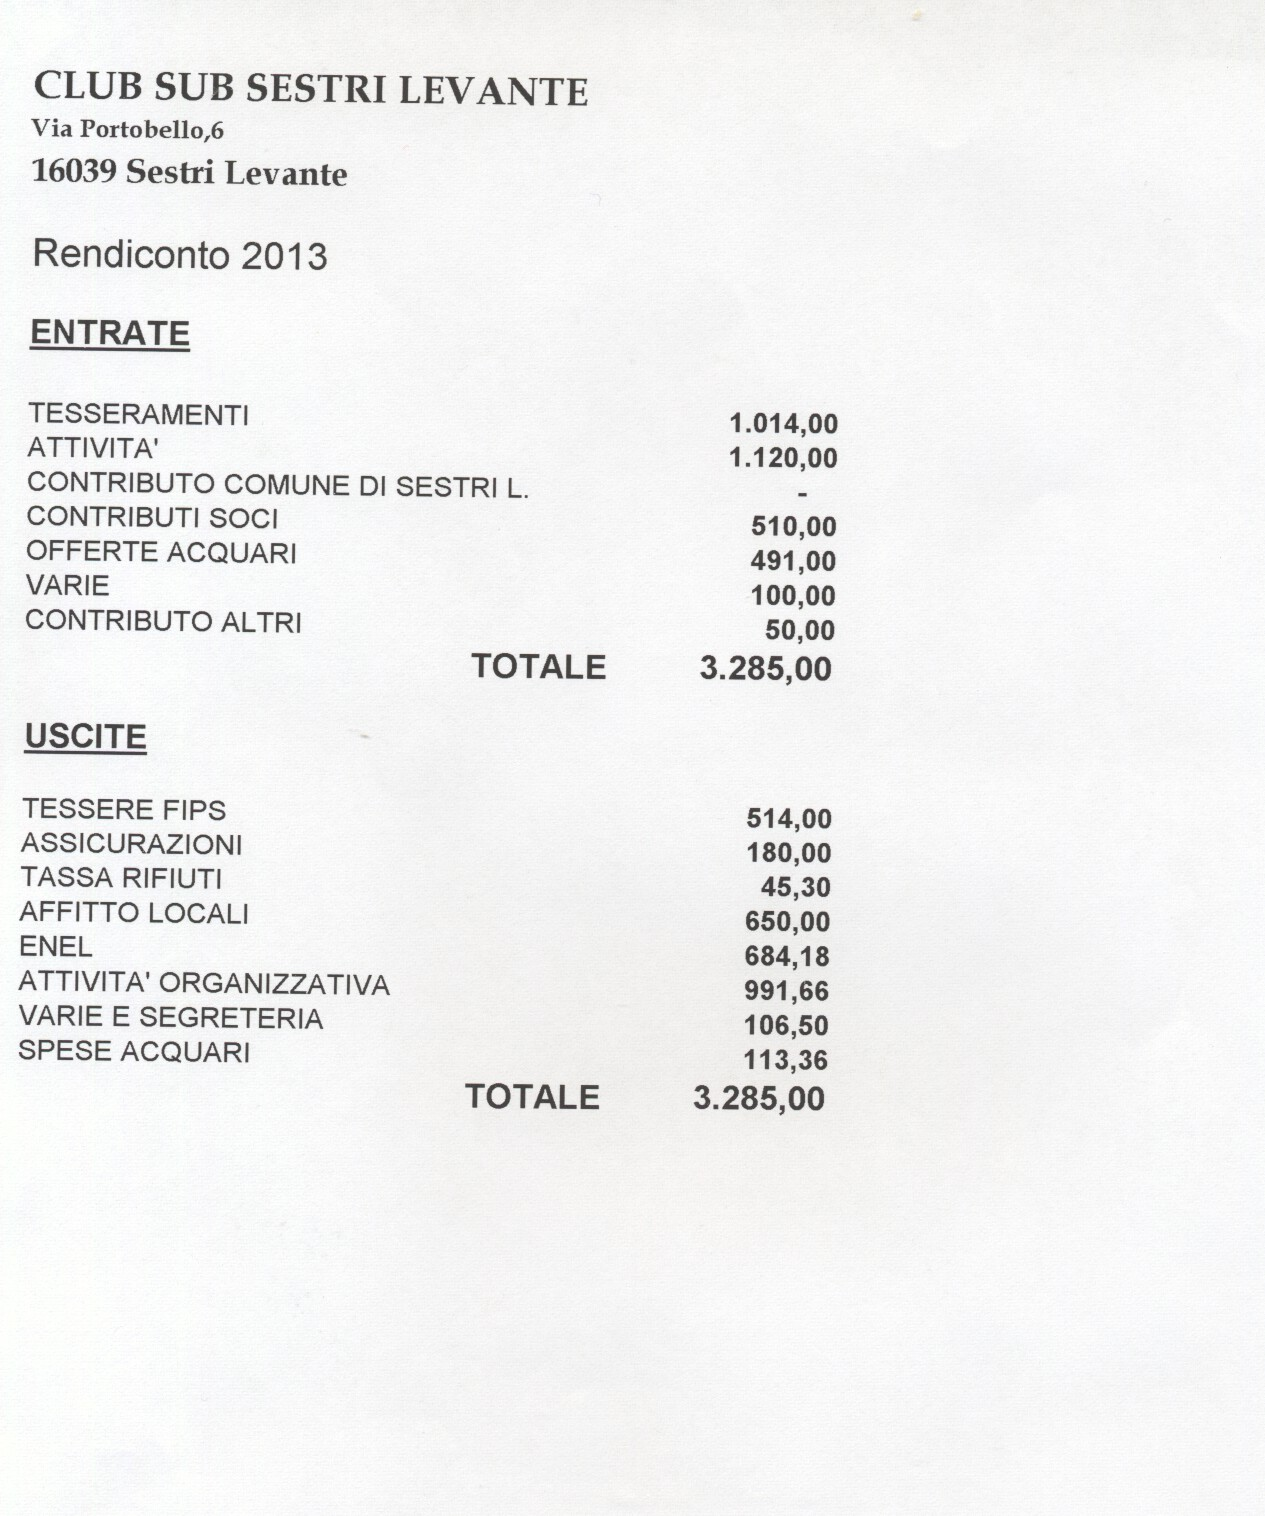 CLUB SUB SESTRI LEVANTE
Via Portobello,6
16039 Sestri Levante
Rendiconto 2013
ENTRATE
TESSERAMENTI 1.014,00
ATTIVITA' 1.120,00
CONTRIBUTO COMUNE DI SESTRI L. -
CONTRIBUTI SOCI 510,00
OFFERTE ACQUARI 491,00
VARIE 100,00
CONTRIBUTO ALTRI 50,00
TOTALE 3.285,00
USCITE
TESSERE FIPS 514,00
ASSICURAZIONI 180,00
TASSA RIFIUTI 45,30
AFFITTO LOCALI 650,00
ENEL 684,18
ATTIVITA' ORGANIZZATIVA 991,66
VARIE E SEGRETERIA 106,50
SPESE ACQUARI 113,36
TOTALE 3.285,00